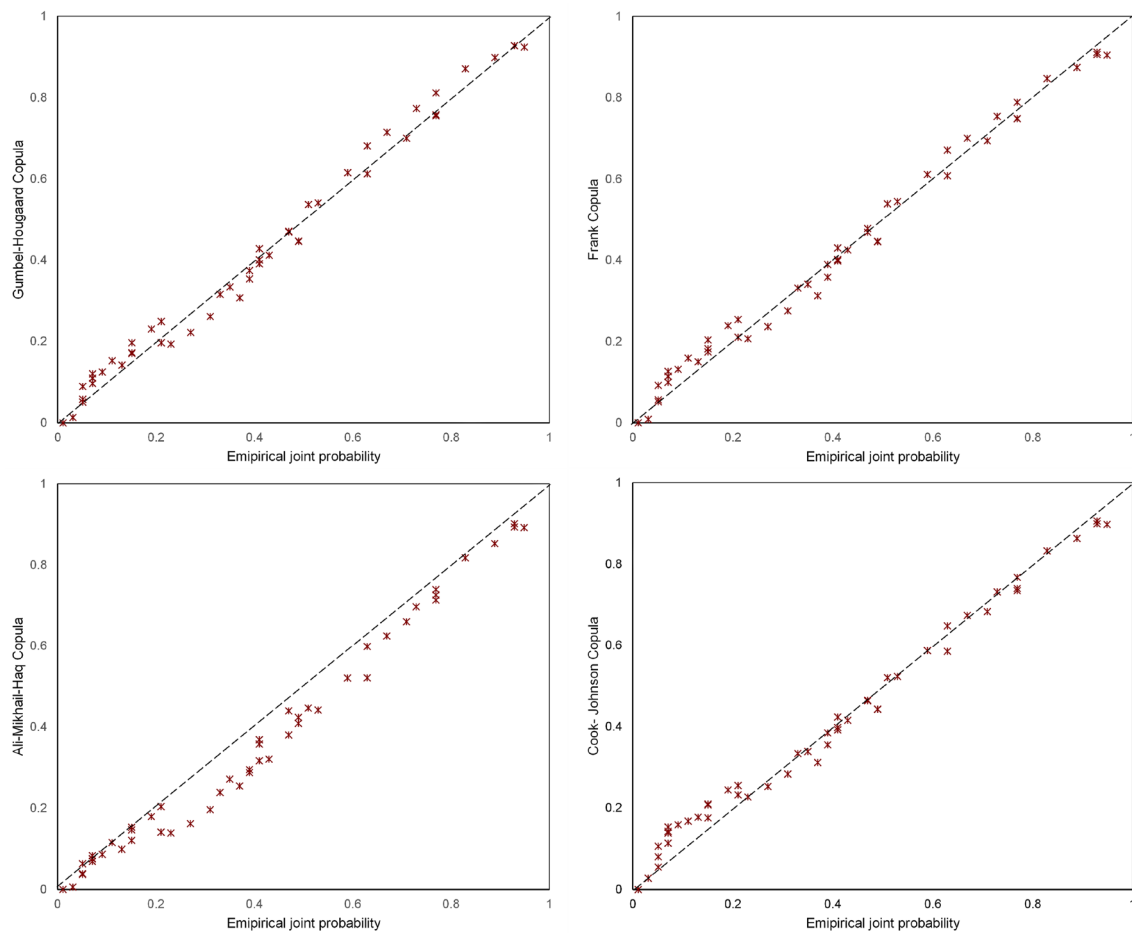 1
0.8
0.6
0.4
0.2
0
Gumbel-Hougaard Copula
0 0.2 0.4 0.6 0.8 1
Emipirical joint probability
1
0.8
0.6
0.4
0.2
0
Frank Copula
0 0.2 0.4 0.6 0.8 1
Emipirical joint probability
1
0.8
0.6
0.4
0.2
0
Ali-Mikhail-Haq Copula
0 0.2 0.4 0.6 0.8 1
Emipirical joint probability
1
0.8
0.6
0.4
0.2
0
Cook- Johnson Copula
0 0.2 0.4 0.6 0.8 1
Emipirical joint probability